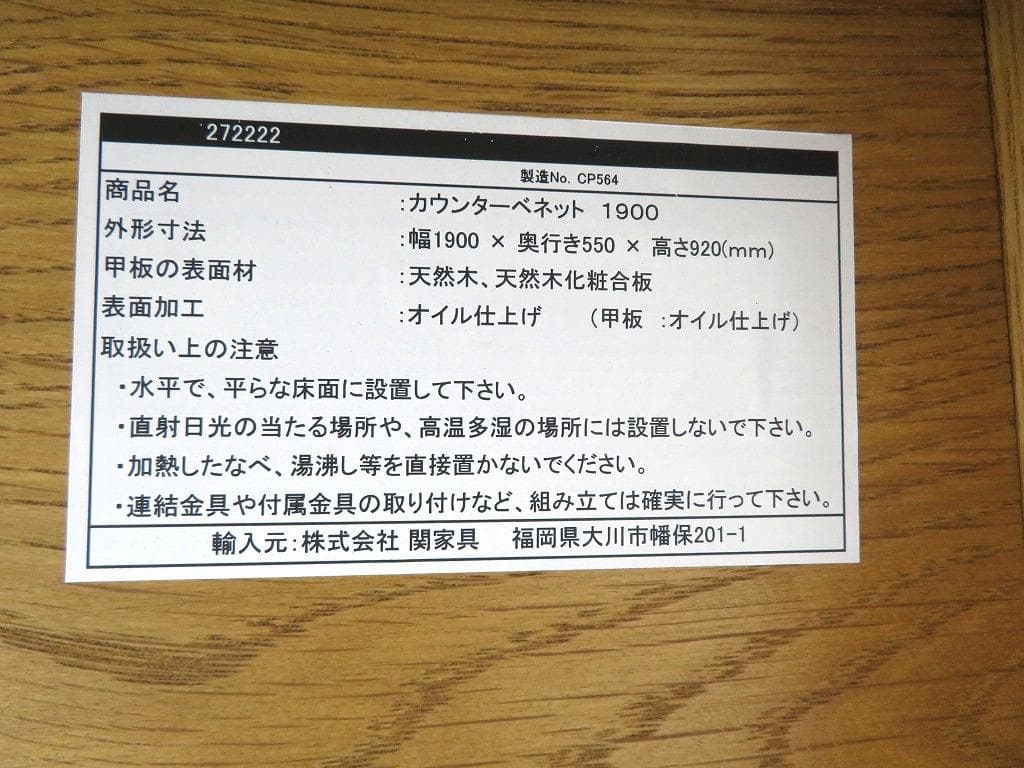 272222
製造No. CP564
商品名 :カウンターベネット 1900
外形寸法 :幅1900 × 奥行き550 × 高さ920(mm)
甲板の表面材 :天然木、天然木化粧合板
表面加工 :オイル仕上げ (甲板 :オイル仕上げ)
取扱い上の注意
・水平で、平らな床面に設置して下さい。
・直射日光の当たる場所や、高温多湿の場所には設置しないで下さい。
・加熱したなべ、湯沸し等を直接置かないでください。
・連結金具や付属金具の取り付けなど、組み立ては確実に行って下さい。
輸入元:株式会社 関家具 福岡県大川市幡保201-1